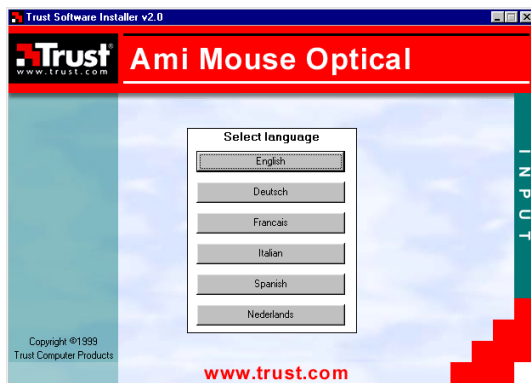 Trust Software Installer v2.0
Trust
www.trust.com
Ami Mouse Optical
Select language
English
Deutsch
Francais
Italian
Spanish
Nederlands
INPUT
Copyright ©1999
Trust Computer Products
www.trust.com